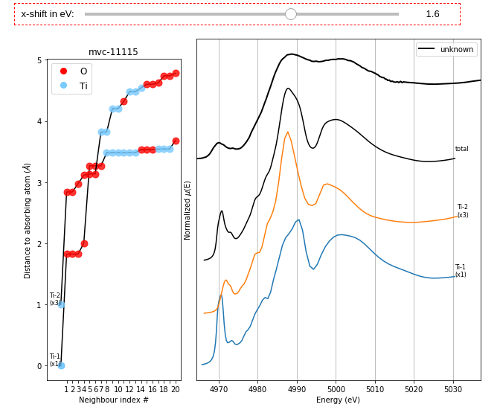 x-shift in eV: 1.6
mvc-11115
O
Ti
5
4
3
2
1
0
Distance to absorbing atom (Å)
Ti-2
(x3)
Ti-1
(x1)
1 2 3 4 5 6 7 8 10 12 14 16 18 20
Neighbour index #
unknown
total
Ti-2
(x3)
Ti-1
(x1)
Normalized μ(E)
4970 4980 4990 5000 5010 5020 5030
Energy (eV)